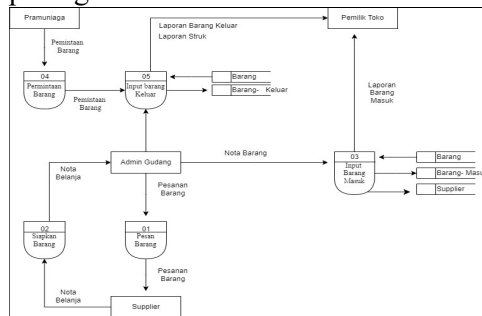 Pramuniaga
Pemilik Toko
Laporan Barang Keluar
Laporan Struk
Pemintaan
Barang
04
Permintaan
Barang
Pemintaan
Barang
05
Input barang
Keluar
Barang
Barang- Keluar
Laporan
Barang
Masuk
Nota
Belanja
Admin Gudang
Nota Barang
03
Input
Barang
Masuk
Barang
Barang- Masu
Supplier
Pesanan
Barang
02
Siapkan
Barang
01
Pesan
Barang
Nota
Belanja
Pesanan
Barang
Supplier